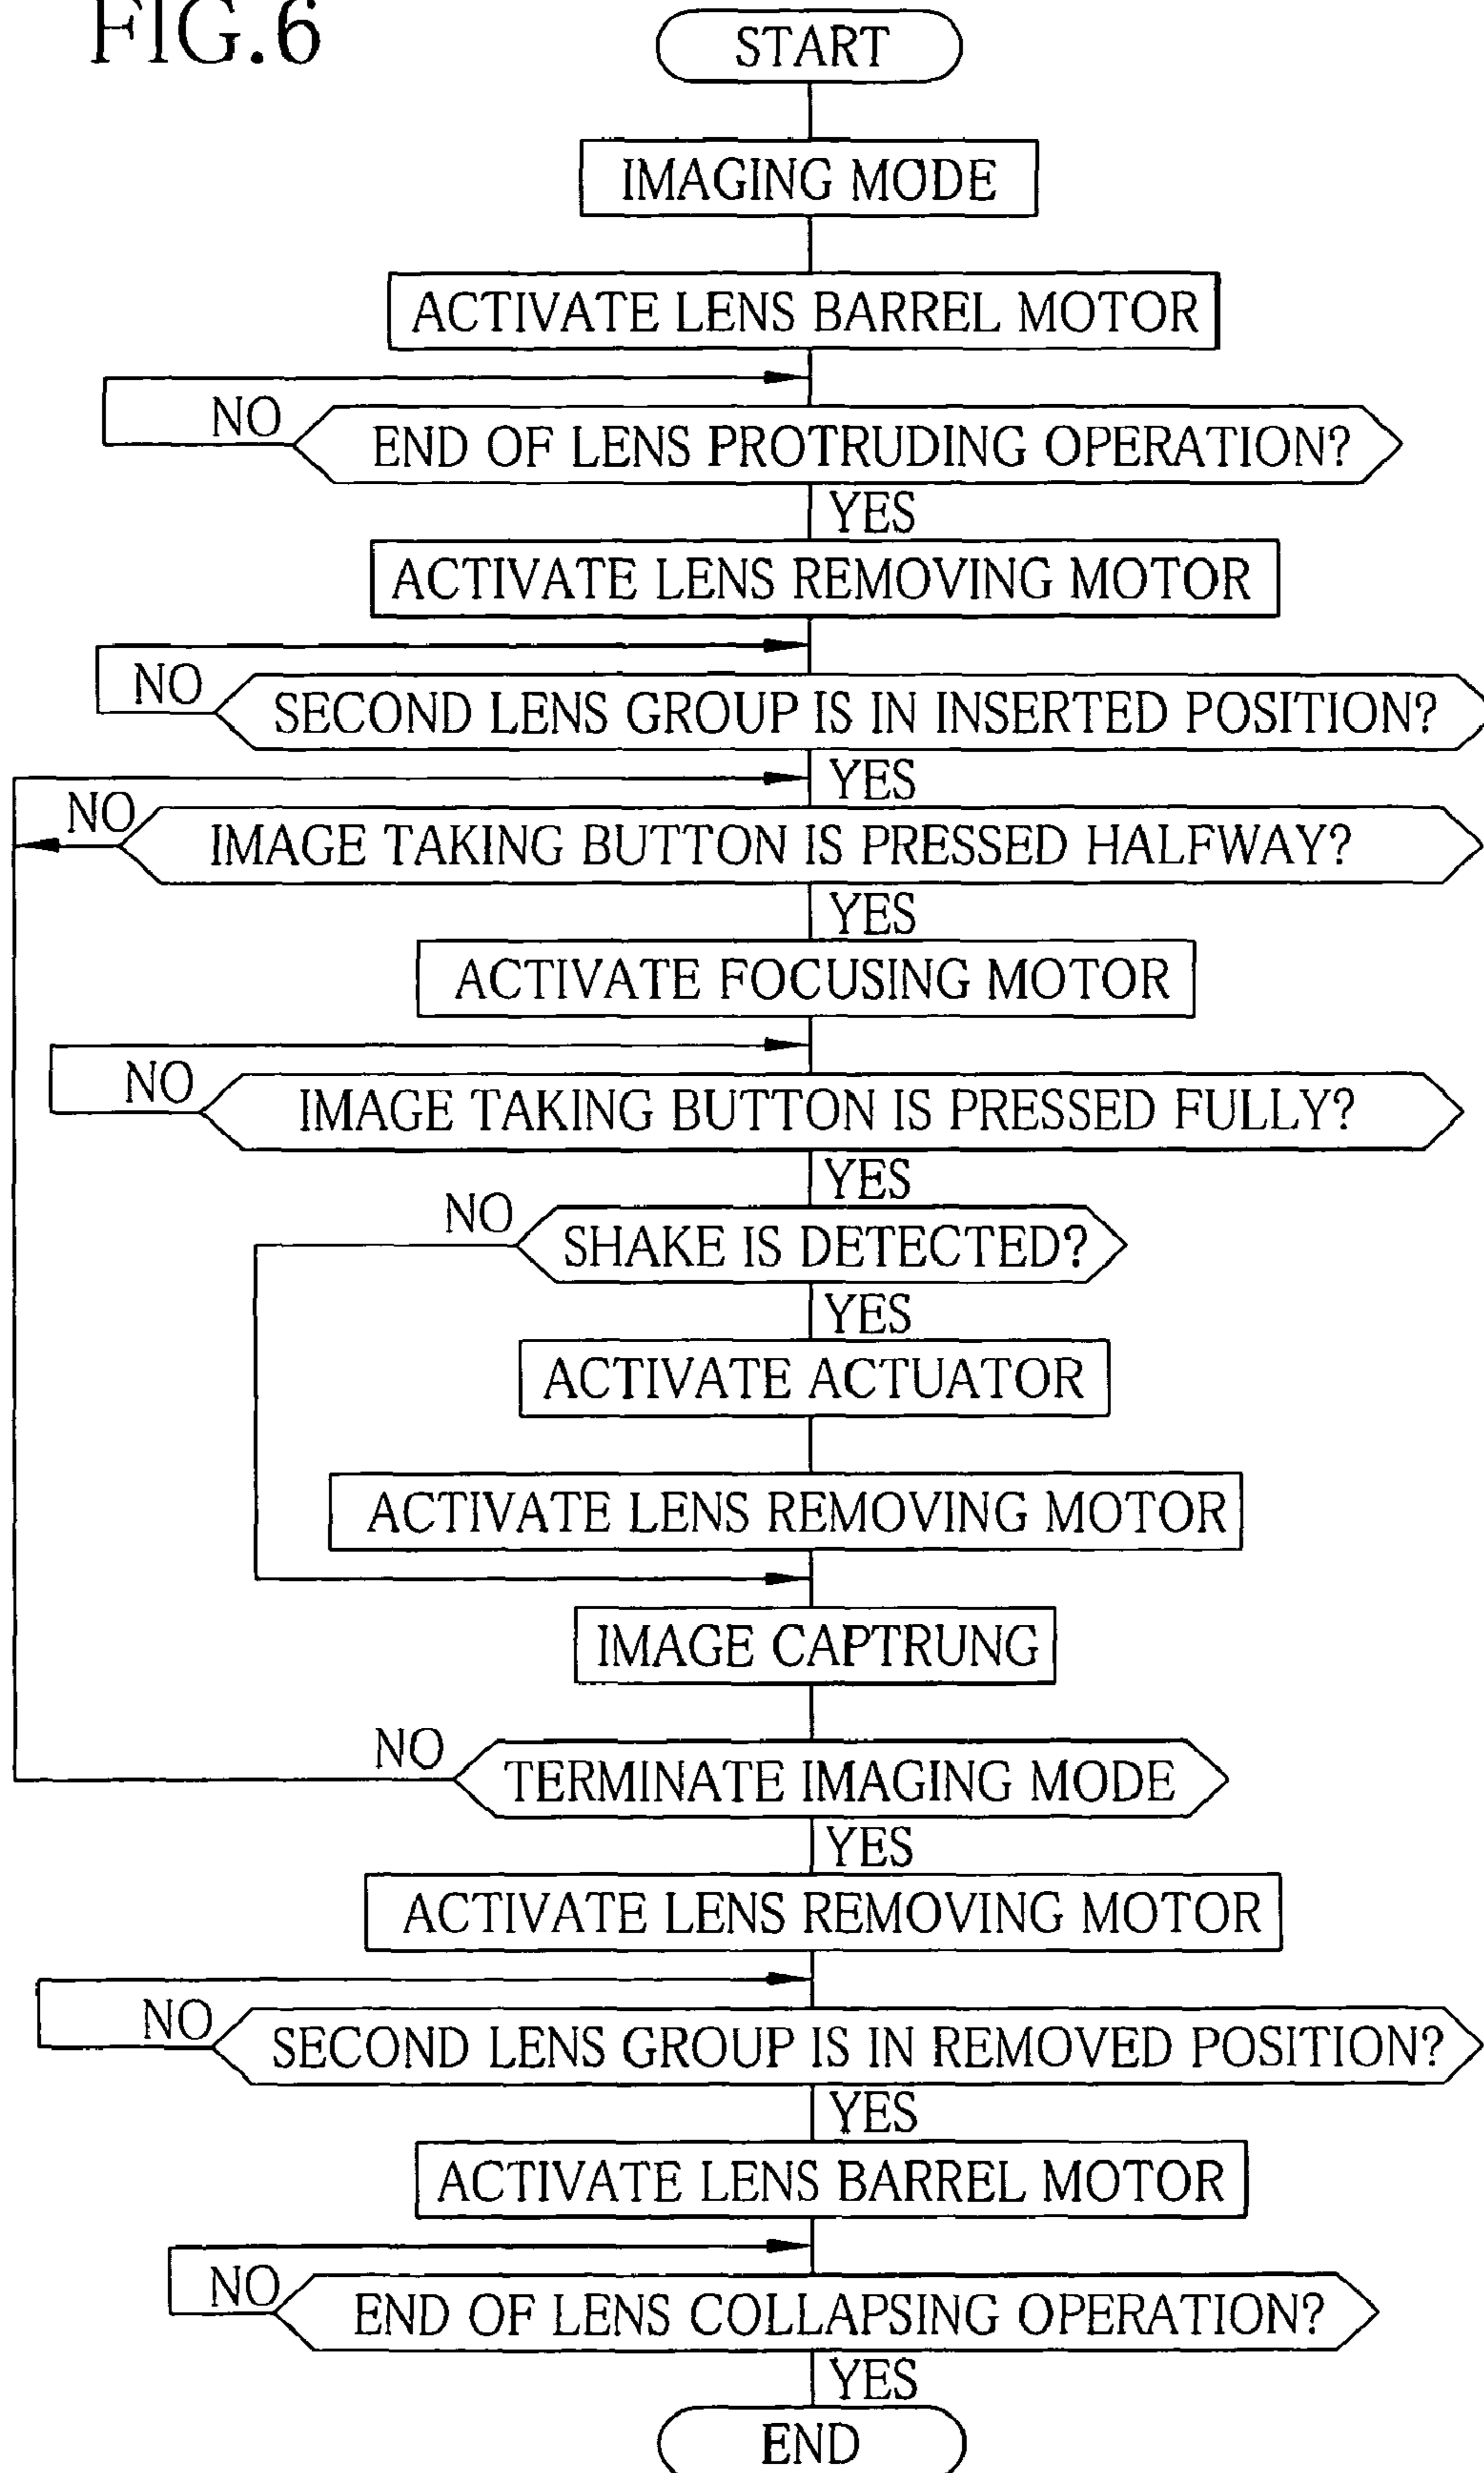 FIG.6
START
IMAGING MODE
ACTIVATE LENS BARREL MOTOR
NO
END OF LENS PROTRUDING OPERATION?
YES
ACTIVATE LENS REMOVING MOTOR
NO
SECOND LENS GROUP IS IN INSERTED POSITION?
YES
NO
IMAGE TAKING BUTTON IS PRESSED HALFWAY?
YES
ACTIVATE FOCUSING MOTOR
NO
IMAGE TAKING BUTTON IS PRESSED FULLY?
YES
NO
SHAKE IS DETECTED?
YES
ACTIVATE ACTUATOR
ACTIVATE LENS REMOVING MOTOR
IMAGE CAPTRUNG
NO
TERMINATE IMAGING MODE
YES
ACTIVATE LENS REMOVING MOTOR
NO
SECOND LENS GROUP IS IN REMOVED POSITION?
YES
ACTIVATE LENS BARREL MOTOR
NO
END OF LENS COLLAPSING OPERATION?
YES
END